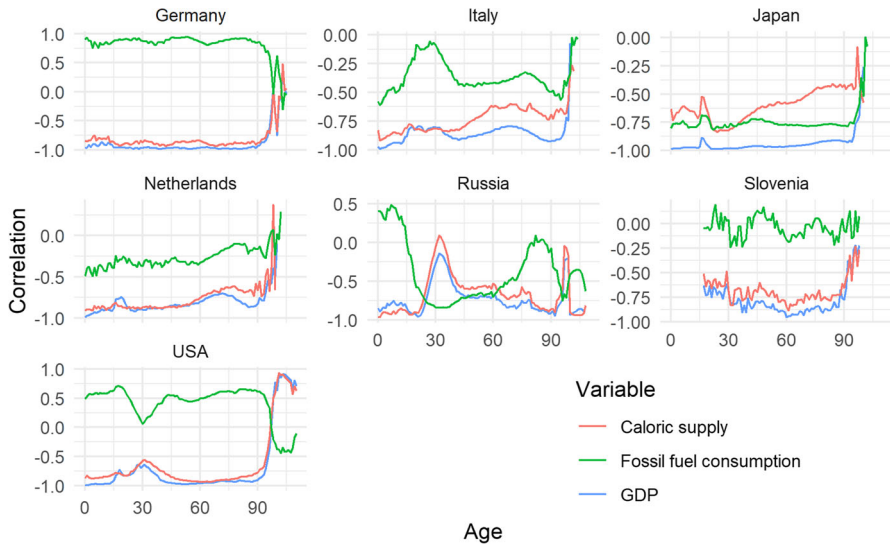 Germany
Italy
Japan
1.0
0.5
0.0
-0.5
-1.0
0.00
-0.25
-0.50
-0.75
-1.00
0.00
-0.25
-0.50
-0.75
-1.00
Netherlands
Russia
Slovenia
0.0
-0.5
-1.0
0.5
0.0
-0.5
-1.0
0.00
-0.25
-0.50
-0.75
-1.00
0 30 60 90
0 30 60 90
USA
1.0
0.5
0.0
-0.5
-1.0
0 30 60 90
Correlation
Age
Variable
Caloric supply
Fossil fuel consumption
GDP